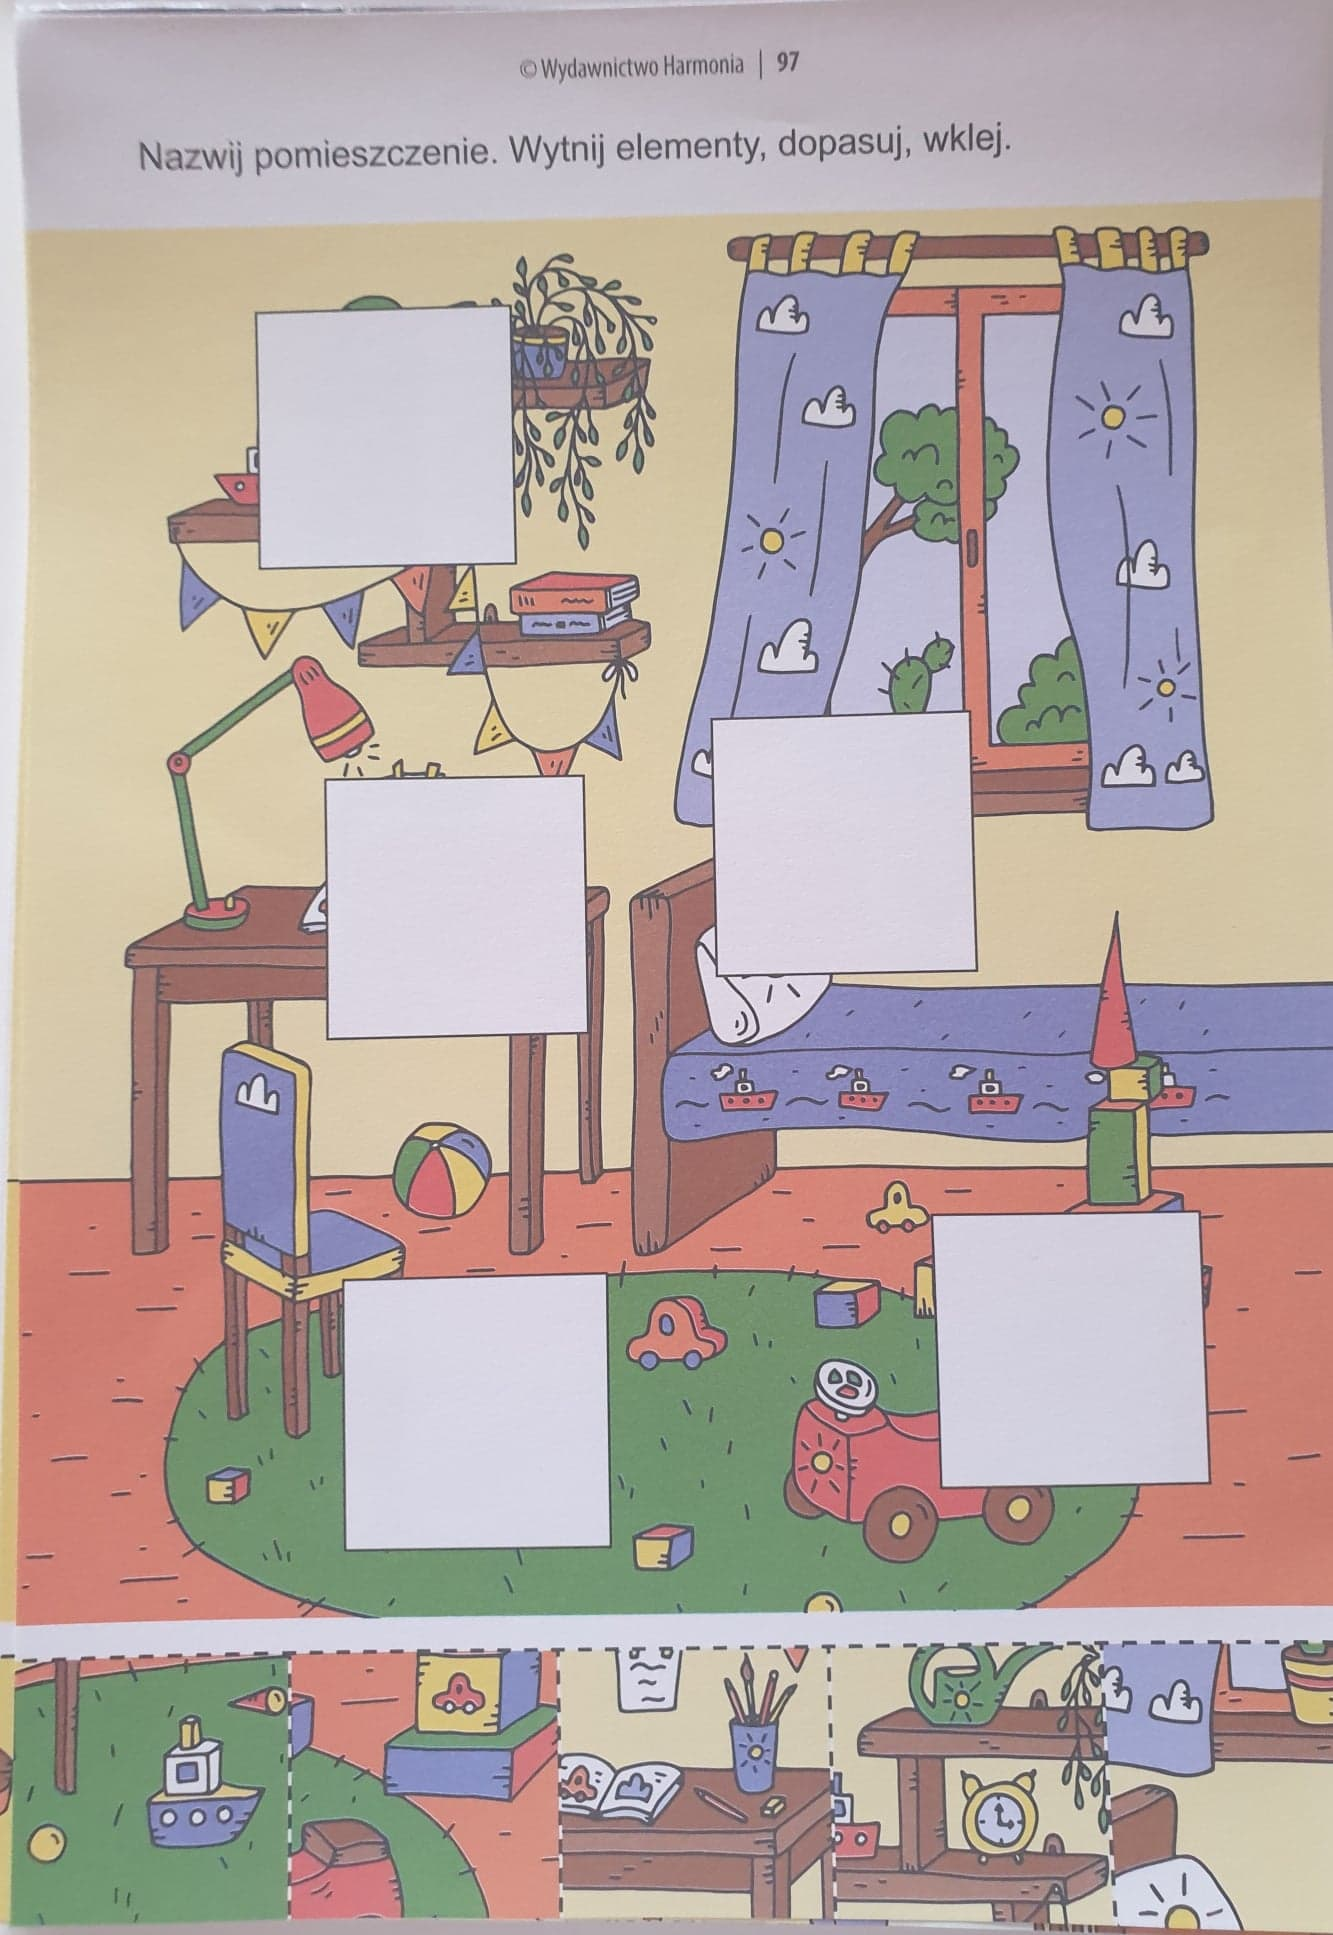 © Wydawnictwo Harmonia | 97
Nazwij pomieszczenie. Wytnij elementy, dopasuj, wklej.